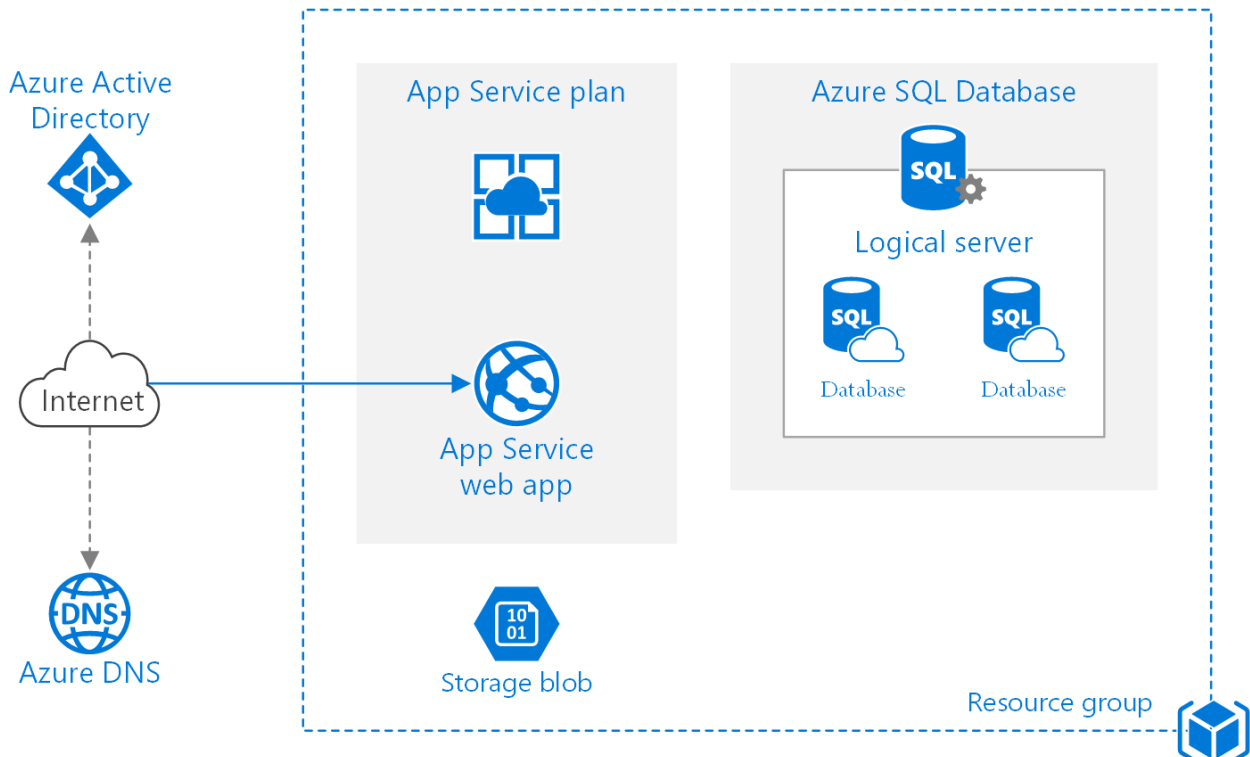 Azure Active
Directory
Internet
DNS
Azure DNS
App Service plan
App Service
web app
10
01
Storage blob
Azure SQL Database
SQL
Logical server
SQL
SQL
Database
Database
Resource group